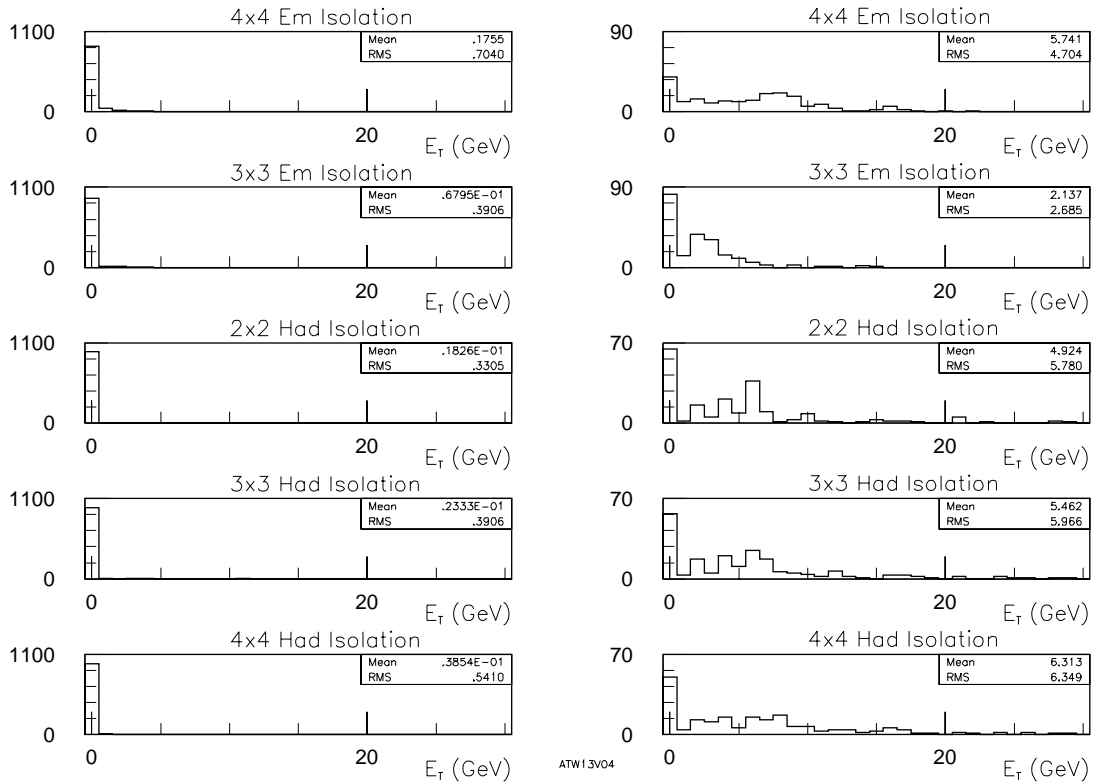 4x4 Em Isolation
1100
Mean .1755
RMS .7040
0
0 20
E_T (GeV)
3x3 Em Isolation
1100
Mean .6795E-01
RMS .3906
0
0 20
E_T (GeV)
2x2 Had Isolation
1100
Mean .1826E-01
RMS .3305
0
0 20
E_T (GeV)
3x3 Had Isolation
1100
Mean .2333E-01
RMS .3906
0
0 20
E_T (GeV)
4x4 Had Isolation
1100
Mean .3854E-01
RMS .5410
0
0 20
E_T (GeV)
4x4 Em Isolation
90
Mean 5.741
RMS 4.704
0
0 20
E_T (GeV)
3x3 Em Isolation
90
Mean 2.137
RMS 2.685
0
0 20
E_T (GeV)
2x2 Had Isolation
70
Mean 4.924
RMS 5.780
0
0 20
E_T (GeV)
3x3 Had Isolation
70
Mean 5.462
RMS 5.966
0
0 20
E_T (GeV)
4x4 Had Isolation
70
Mean 6.313
RMS 6.349
0
0 20
E_T (GeV)
ATW13V04